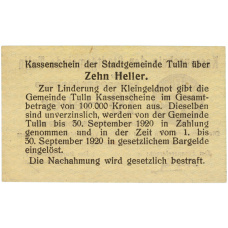 Kassenschein der Stadtgemeinde Tulln über
Zehn Heller.
Zur Linderung der Kleingeldnot gibt die
Gemeinde Tulln Kassenscheine im Gesamt-
betrage von 100.000 Kronen aus. Dieselben
sind unverzinslich, werden von der Gemeinde
Tulln bis 30. September 1920 in Zahlung
genommen und in der Zeit vom 1. bis
30. September 1920 in gesetzlichem Bargelde
eingelöst.
Die Nachahmung wird gesetzlich bestraft.